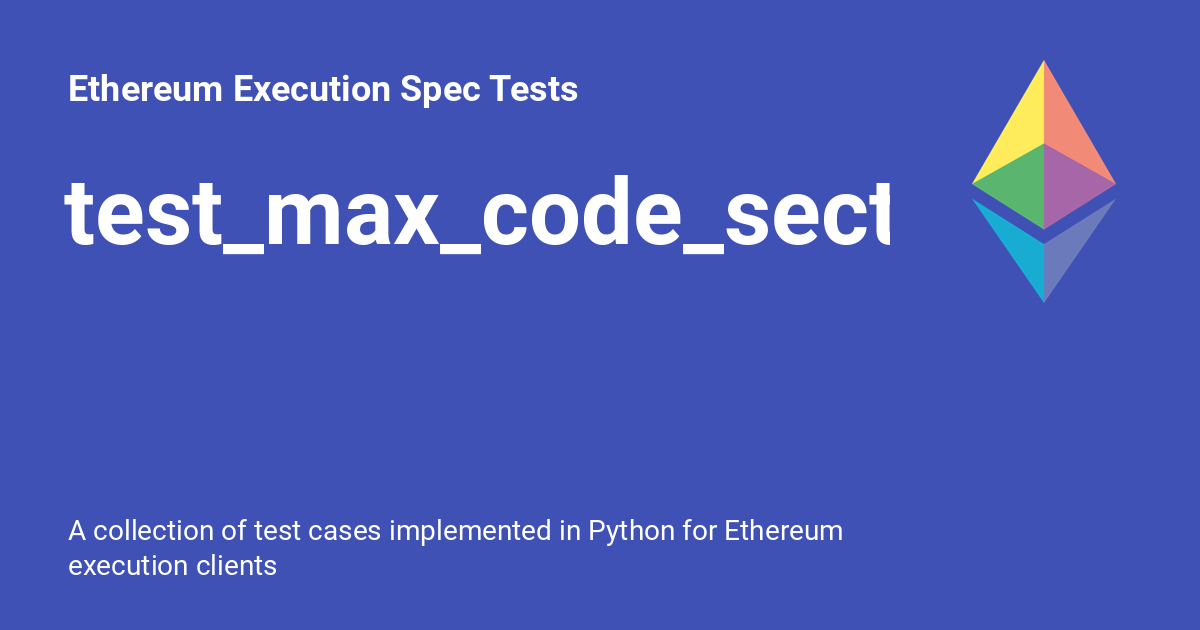 Ethereum Execution Spec Tests
test_max_code_sect
A collection of test cases implemented in Python for Ethereum
execution clients